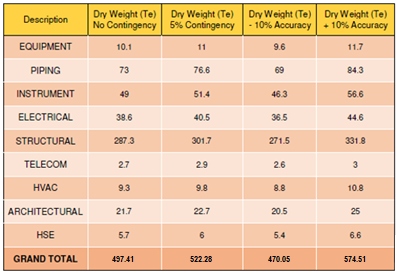 Description Dry Weight (Te) No Contingency Dry Weight (Te) 5% Contingency Dry Weight (Te) - 10% Accuracy Dry Weight (Te) + 10% Accuracy
EQUIPMENT 10.1 11 9.6 11.7
PIPING 73 76.6 69 84.3
INSTRUMENT 49 51.4 46.3 56.6
ELECTRICAL 38.6 40.5 36.5 44.6
STRUCTURAL 287.3 301.7 271.5 331.8
TELECOM 2.7 2.9 2.6 3
HVAC 9.3 9.8 8.8 10.8
ARCHITECTURAL 21.7 22.7 20.5 25
HSE 5.7 6 5.4 6.6
GRAND TOTAL 497.41 522.28 470.05 574.51